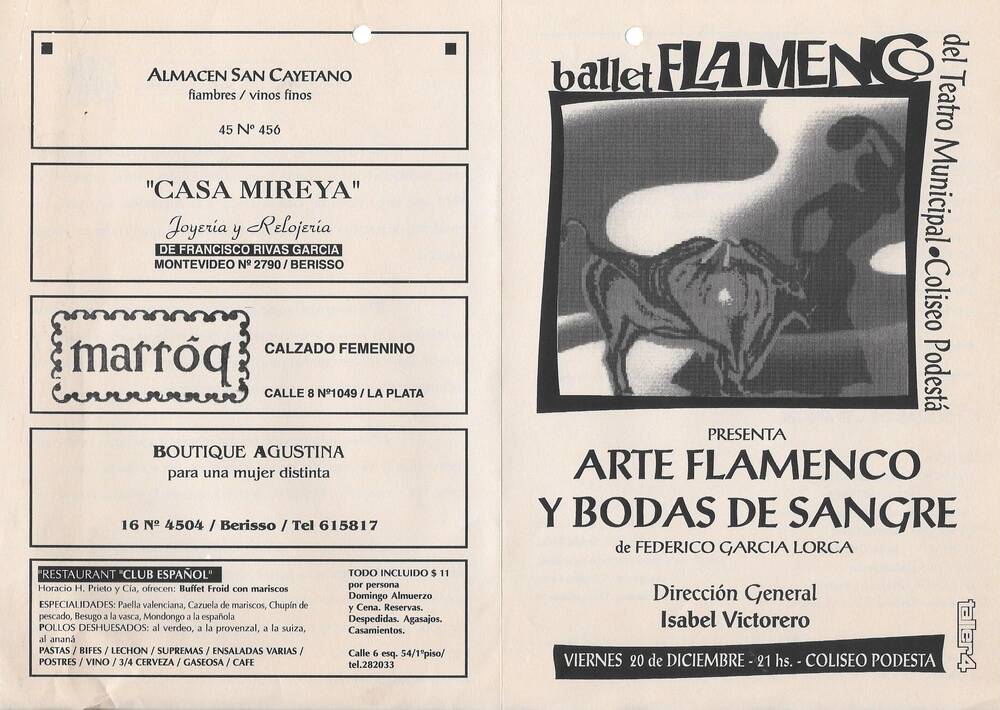 ALMACEN SAN CAYETANO
fiambres / vinos finos
45 Nº 456
"CASA MIREYA"
Joyería y Relojería
DE FRANCISCO RIVAS GARCIA
MONTEVIDEO Nº 2790 / BERISSO
marróq
CALZADO FEMENINO
CALLE 8 Nº1049 / LA PLATA
BOUTIQUE AGUSTINA
para una mujer distinta
16 Nº 4504 / Berisso / Tel 615817
"RESTAURANT "CLUB ESPAÑOL"
Horacio H. Prieto y Cía, ofrecen: Buffet Froid con mariscos
ESPECIALIDADES: Paella valenciana, Cazuela de mariscos, Chupín de
pescado, Besugo a la vasca, Mondongo a la española
POLLOS DESHUESADOS: al verdeo, a la provenzal, a la suiza,
al ananá
PASTAS / BIFES / LECHON / SUPREMAS / ENSALADAS VARIAS /
POSTRES / VINO / 3/4 CERVEZA / GASEOSA / CAFE
TODO INCLUIDO $ 11
por persona
Domingo Almuerzo
y Cena. Reservas.
Despedidas. Agasajos.
Casamientos.
Calle 6 esq. 54/1ºpiso/
tel.282033
ballet FLAMENCO
del Teatro Municipal • Coliseo Podestá
PRESENTA
ARTE FLAMENCO
Y BODAS DE SANGRE
de FEDERICO GARCIA LORCA
Dirección General
Isabel Victorero
VIERNES 20 de DICIEMBRE - 21 hs. - COLISEO PODESTA
taler4